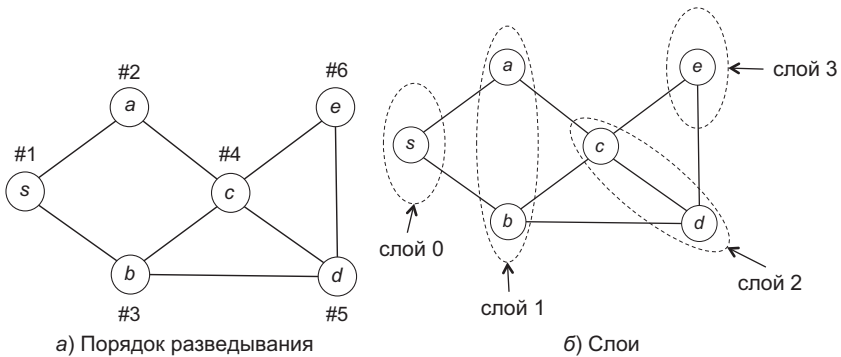 #2
#6
a
e
#1
#4
s
c
b
d
#3
#5
а) Порядок разведывания
a
e
слой 3
s
c
b
d
слой 0
слой 2
слой 1
б) Слои